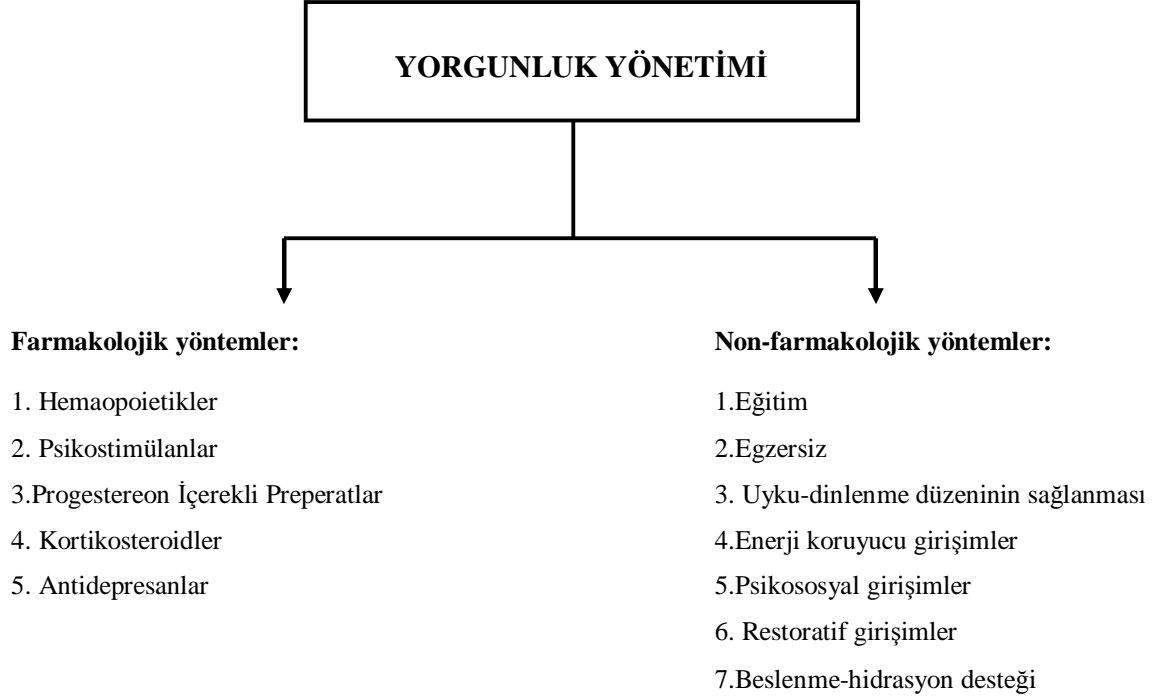 YORGUNLUK YÖNETİMİ
Farmakolojik yöntemler:
1. Hemaopoietikler
2. Psikostimülanlar
3.Progestereon İçerekli Preperatlar
4. Kortikosteroidler
5. Antidepresanlar
Non-farmakolojik yöntemler:
1.Eğitim
2.Egzersiz
3. Uyku-dinlenme düzeninin sağlanması
4.Enerji koruyucu girişimler
5.Psikososyal girişimler
6. Restoratif girişimler
7.Beslenme-hidrasyon desteği